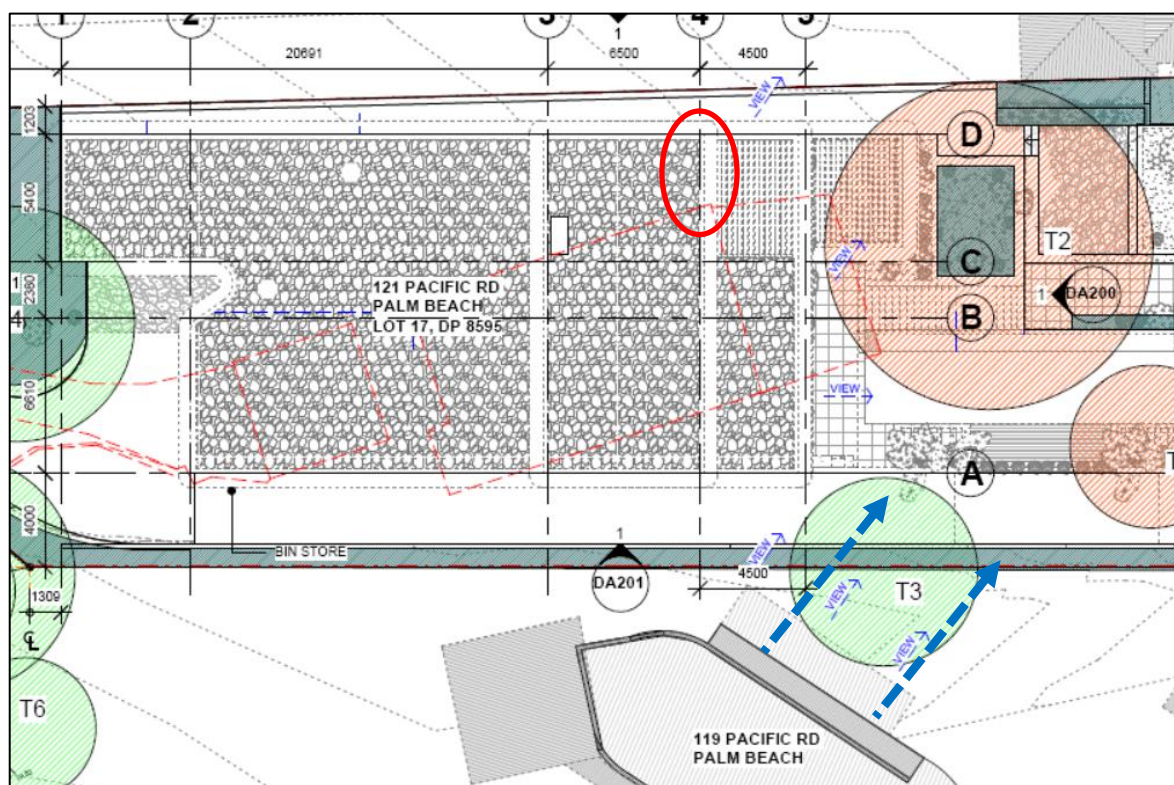 1
2
3
1
4
5
20691
6500
4500
VIEW
1203
5400
2380
6610
4000
D
C
B
A
T2
1
DA200
121 PACIFIC RD
PALM BEACH
LOT 17, DP 8595
VIEW
VIEW
1
4
BIN STORE
1
DA201
VIEW
4500
VIEW
VIEW
T3
T
1309
T6
119 PACIFIC RD
PALM BEACH